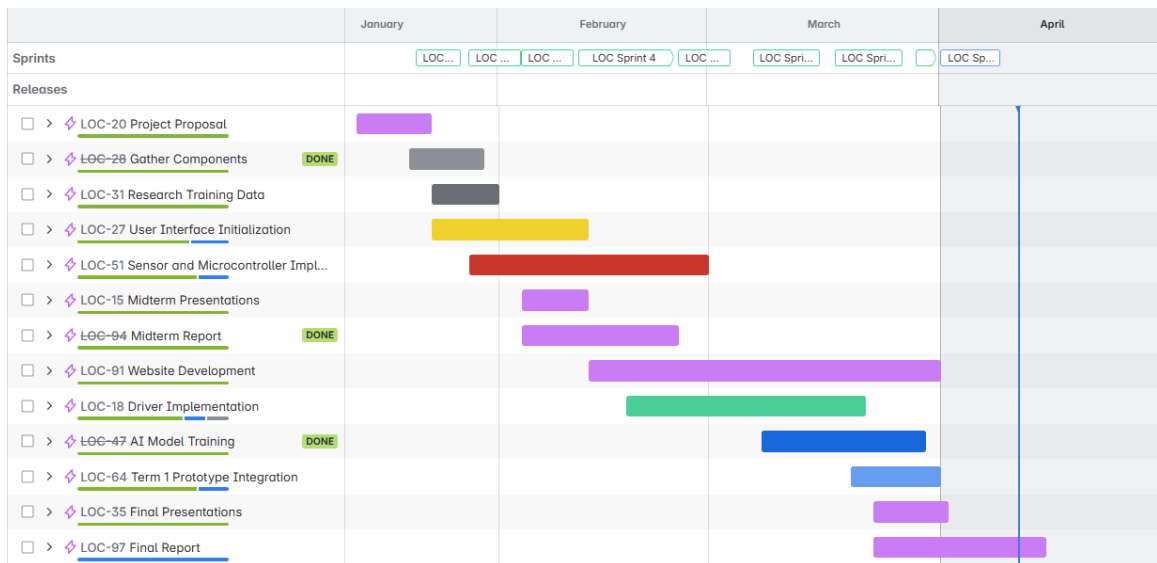 January February March April
Sprints LOC... LOC ... LOC ... LOC Sprint 4 LOC ... LOC Spri... LOC Spri... LOC Sp...
Releases
LOC-20 Project Proposal
LOC-28 Gather Components DONE
LOC-31 Research Training Data
LOC-27 User Interface Initialization
LOC-51 Sensor and Microcontroller Impl...
LOC-15 Midterm Presentations
LOC-94 Midterm Report DONE
LOC-91 Website Development
LOC-18 Driver Implementation
LOC-47 AI Model Training DONE
LOC-64 Term 1 Prototype Integration
LOC-35 Final Presentations
LOC-97 Final Report